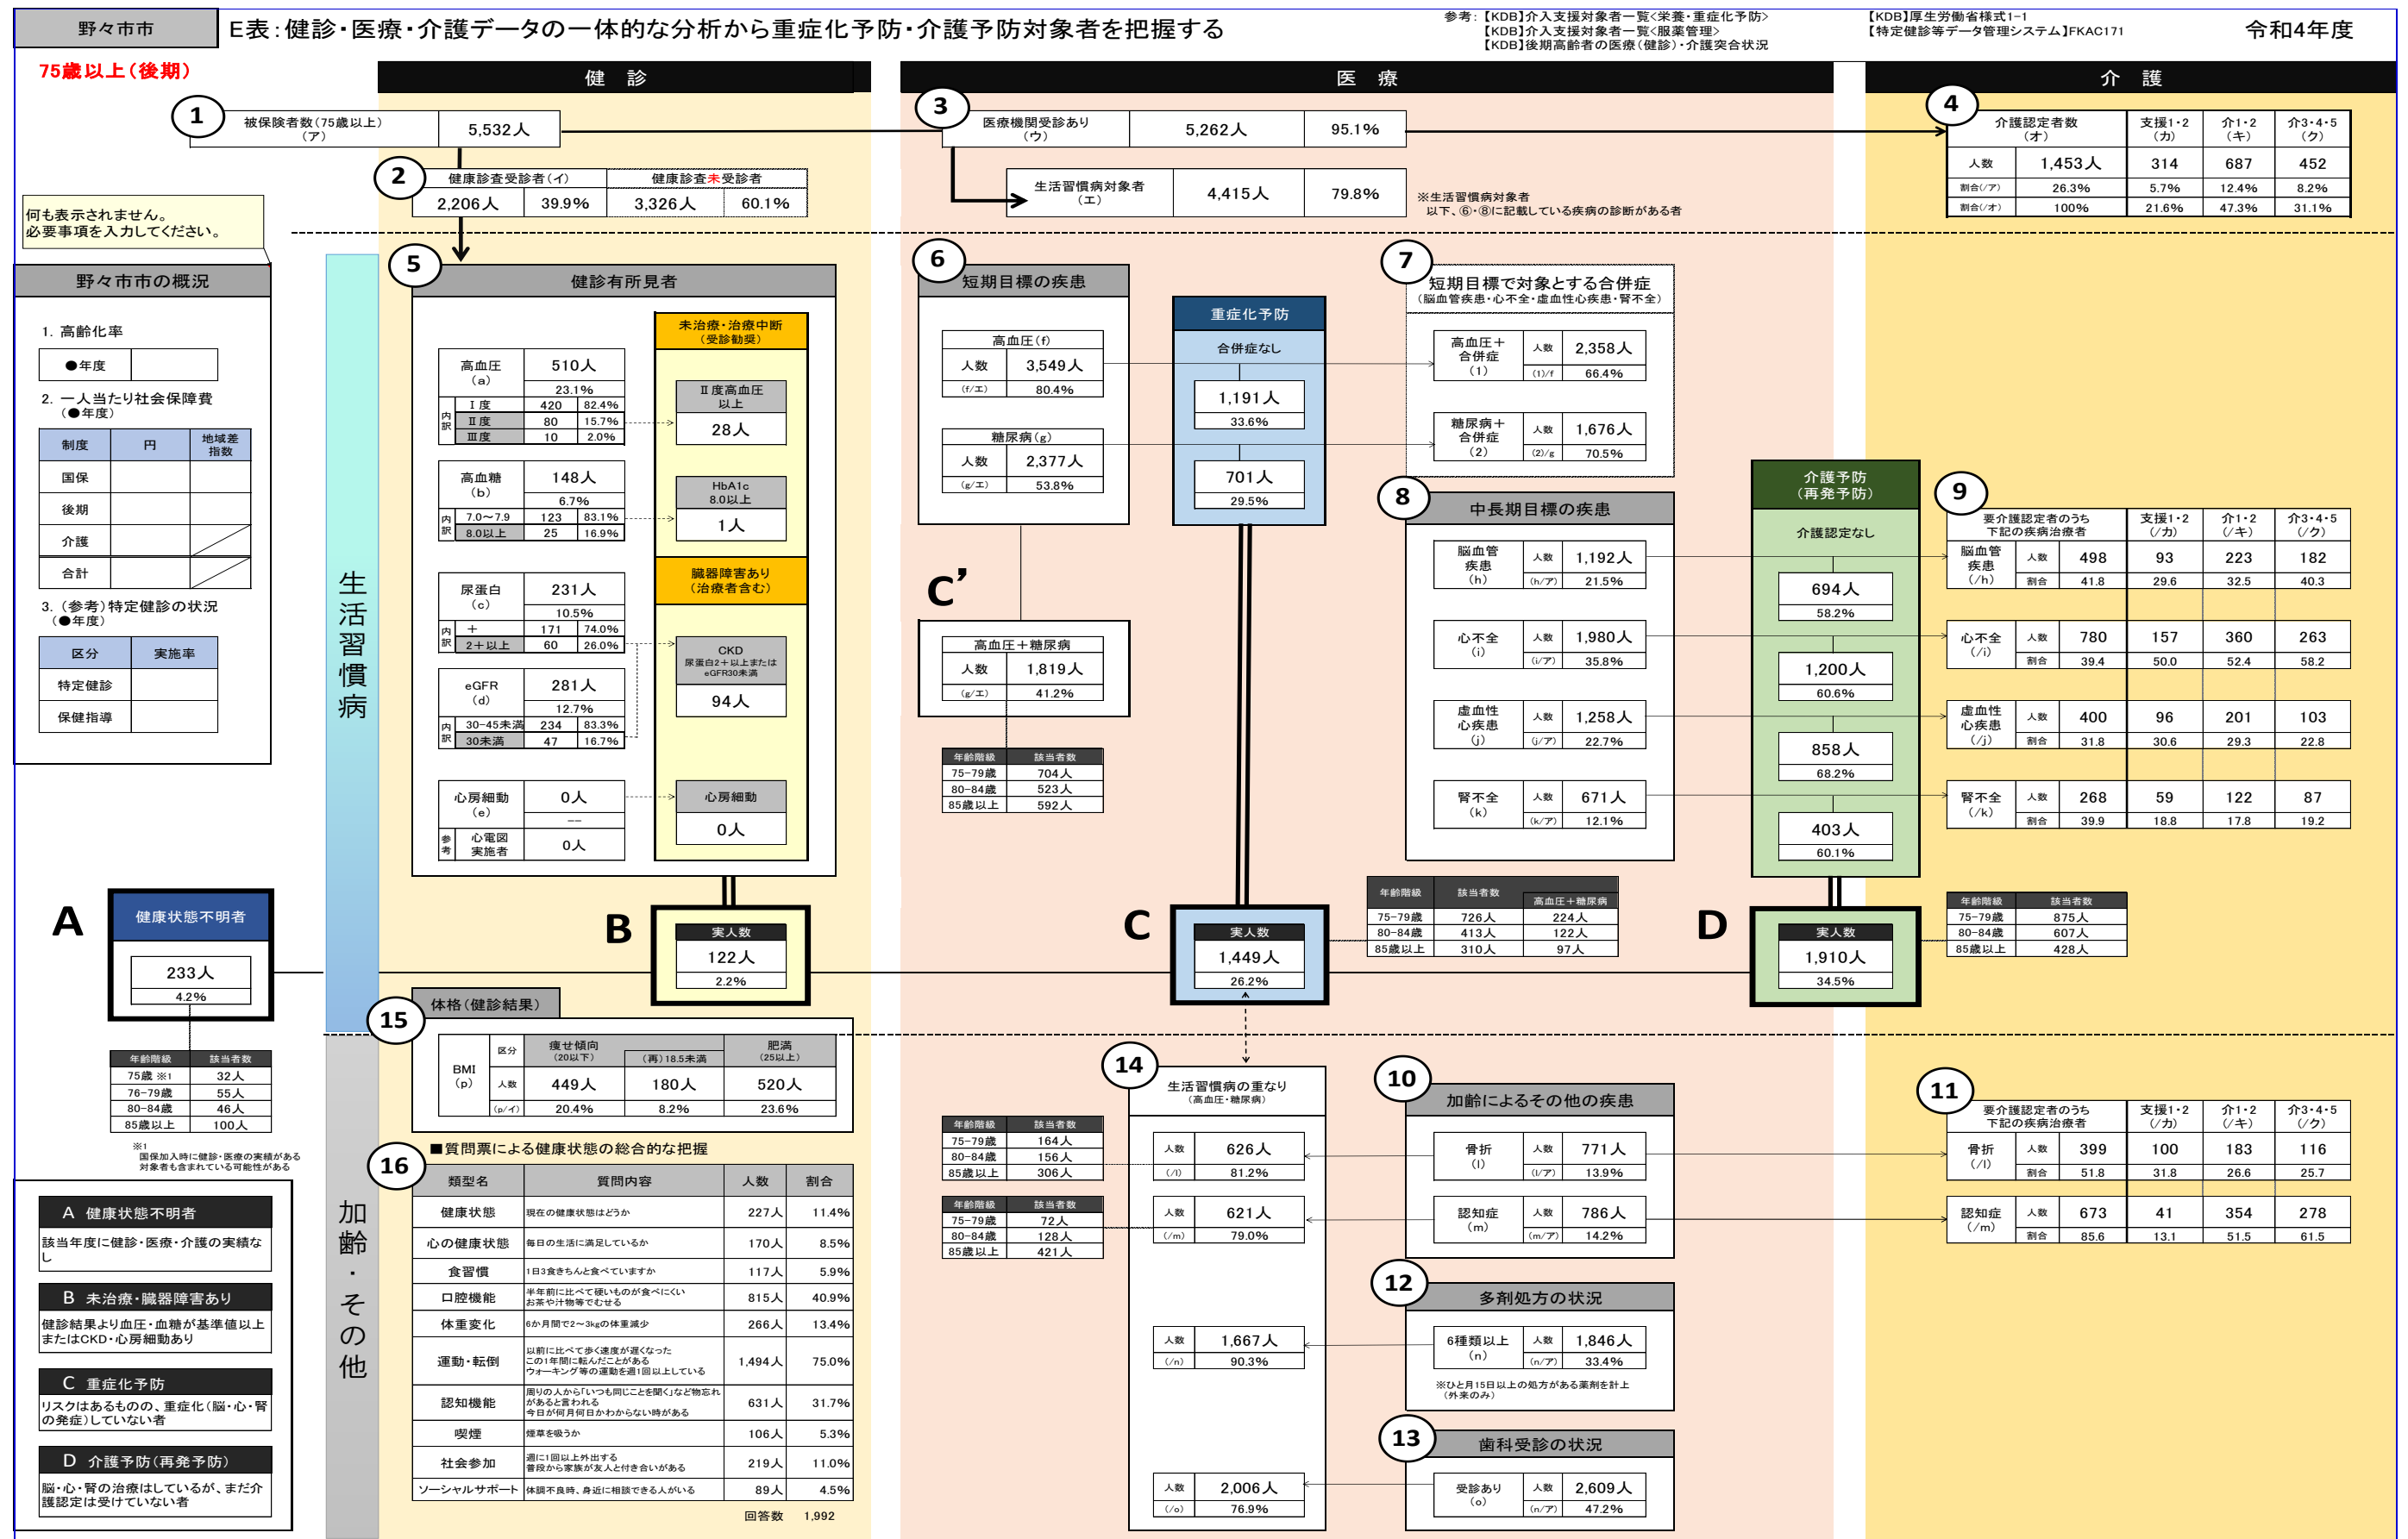 野々市市
E表:健診・医療・介護データの一体的な分析から重症化予防・介護予防対象者を把握する
参考:【KDB】介入支援対象者一覧<栄養・重症化予防>
【KDB】介入支援対象者一覧<服薬管理>
【KDB】後期高齢者の医療(健診)・介護突合状況
【KDB】厚生労働省様式1-1
【特定健診等データ管理システム】FKAC171
令和4年度
75歳以上(後期)
健 診
医 療
介 護
1
被保険者数(75歳以上)
(ア)
5,532人
2
健康診査受診者(イ) 健康診査未受診者
2,206人 39.9% 3,326人 60.1%
3
医療機関受診あり
(ウ)
5,262人 95.1%
生活習慣病対象者
(エ)
4,415人 79.8%
※生活習慣病対象者
以下、⑥・⑧に記載している疾病の診断がある者
4
介護認定者数
(オ)
支援1・2
(カ)
介1・2
(キ)
介3・4・5
(ク)
人数 1,453人 314 687 452
割合(/ア) 26.3% 5.7% 12.4% 8.2%
割合(/オ) 100% 21.6% 47.3% 31.1%
何も表示されません。
必要事項を入力してください。
野々市市の概況
1. 高齢化率
●年度
2. 一人当たり社会保障費
(●年度)
制度 円 地域差
指数
国保
後期
介護
合計
3. (参考)特定健診の状況
(●年度)
区分 実施率
特定健診
保健指導
生活習慣病
5
健診有所見者
未治療・治療中断
(受診勧奨)
高血圧
(a)
510人
23.1%
内訳
Ⅰ度 420 82.4%
Ⅱ度 80 15.7%
Ⅲ度 10 2.0%
Ⅱ度高血圧
以上
28人
高血糖
(b)
148人
6.7%
内訳
7.0~7.9 123 83.1%
8.0以上 25 16.9%
HbA1c
8.0以上
1人
臓器障害あり
(治療者含む)
尿蛋白
(c)
231人
10.5%
内訳
+ 171 74.0%
2+以上 60 26.0%
CKD
尿蛋白2+以上または
eGFR30未満
94人
eGFR
(d)
281人
12.7%
内訳
30-45未満 234 83.3%
30未満 47 16.7%
心房細動
(e)
0人
--
参考
心電図
実施者
0人
心房細動
0人
6
短期目標の疾患
高血圧(f)
人数 3,549人
(f/エ) 80.4%
糖尿病(g)
人数 2,377人
(g/エ) 53.8%
重症化予防
合併症なし
1,191人
33.6%
701人
29.5%
7
短期目標で対象とする合併症
(脳血管疾患・心不全・虚血性心疾患・腎不全)
高血圧+
合併症
(1)
人数 2,358人
(1)/f 66.4%
糖尿病+
合併症
(2)
人数 1,676人
(2)/g 70.5%
C’
高血圧+糖尿病
人数 1,819人
(g/エ) 41.2%
年齢階級 該当者数
75-79歳 704人
80-84歳 523人
85歳以上 592人
8
中長期目標の疾患
脳血管
疾患
(h)
人数 1,192人
(h/ア) 21.5%
心不全
(i)
人数 1,980人
(i/ア) 35.8%
虚血性
心疾患
(j)
人数 1,258人
(j/ア) 22.7%
腎不全
(k)
人数 671人
(k/ア) 12.1%
介護予防
(再発予防)
介護認定なし
694人
58.2%
1,200人
60.6%
858人
68.2%
403人
60.1%
9
要介護認定者のうち
下記の疾病治療者
支援1・2
(/カ)
介1・2
(/キ)
介3・4・5
(/ク)
脳血管
疾患
(/h)
人数 498 93 223 182
割合 41.8 29.6 32.5 40.3
心不全
(/i)
人数 780 157 360 263
割合 39.4 50.0 52.4 58.2
虚血性
心疾患
(/j)
人数 400 96 201 103
割合 31.8 30.6 29.3 22.8
腎不全
(/k)
人数 268 59 122 87
割合 39.9 18.8 17.8 19.2
A
健康状態不明者
233人
4.2%
年齢階級 該当者数
75歳 ※1 32人
76-79歳 55人
80-84歳 46人
85歳以上 100人
※1
国保加入時に健診・医療の実績がある
対象者も含まれている可能性がある
B
実人数
122人
2.2%
C
実人数
1,449人
26.2%
年齢階級 該当者数 高血圧+糖尿病
75-79歳 726人 224人
80-84歳 413人 122人
85歳以上 310人 97人
D
実人数
1,910人
34.5%
年齢階級 該当者数
75-79歳 875人
80-84歳 607人
85歳以上 428人
A 健康状態不明者
該当年度に健診・医療・介護の実績な
し
B 未治療・臓器障害あり
健診結果より血圧・血糖が基準値以上
またはCKD・心房細動あり
C 重症化予防
リスクはあるものの、重症化(脳・心・腎
の発症)していない者
D 介護予防(再発予防)
脳・心・腎の治療はしているが、まだ介
護認定は受けていない者
加齢・その他
15
体格(健診結果)
BMI
(p)
区分 痩せ傾向
(20以下)
(再)18.5未満
肥満
(25以上)
人数 449人 180人 520人
(p/イ) 20.4% 8.2% 23.6%
16
■質問票による健康状態の総合的な把握
類型名 質問内容 人数 割合
健康状態 現在の健康状態はどうか 227人 11.4%
心の健康状態 毎日の生活に満足しているか 170人 8.5%
食習慣 1日3食きちんと食べていますか 117人 5.9%
口腔機能 半年前に比べて硬いものが食べにくい
お茶や汁物等でむせる
815人 40.9%
体重変化 6か月間で2~3kgの体重減少 266人 13.4%
運動・転倒 以前に比べて歩く速度が遅くなった
この1年間に転んだことがある
ウォーキング等の運動を週1回以上している
1,494人 75.0%
認知機能 周りの人から「いつも同じことを聞く」など物忘れ
があると言われる
今日が何月何日かわからない時がある
631人 31.7%
喫煙 煙草を吸うか 106人 5.3%
社会参加 週に1回以上外出する
普段から家族が友人と付き合いがある
219人 11.0%
ソーシャルサポート 体調不良時、身近に相談できる人がいる 89人 4.5%
回答数 1,992
14
生活習慣病の重なり
(高血圧・糖尿病)
年齢階級 該当者数
75-79歳 164人
80-84歳 156人
85歳以上 306人
人数 626人
(/l) 81.2%
年齢階級 該当者数
75-79歳 72人
80-84歳 128人
85歳以上 421人
人数 621人
(/m) 79.0%
人数 1,667人
(/n) 90.3%
人数 2,006人
(/o) 76.9%
10
加齢によるその他の疾患
骨折
(l)
人数 771人
(l/ア) 13.9%
認知症
(m)
人数 786人
(m/ア) 14.2%
12
多剤処方の状況
6種類以上
(n)
人数 1,846人
(n/ア) 33.4%
※ひと月15日以上の処方がある薬剤を計上
(外来のみ)
13
歯科受診の状況
受診あり
(o)
人数 2,609人
(n/ア) 47.2%
11
要介護認定者のうち
下記の疾病治療者
支援1・2
(/カ)
介1・2
(/キ)
介3・4・5
(/ク)
骨折
(/l)
人数 399 100 183 116
割合 51.8 31.8 26.6 25.7
認知症
(/m)
人数 673 41 354 278
割合 85.6 13.1 51.5 61.5